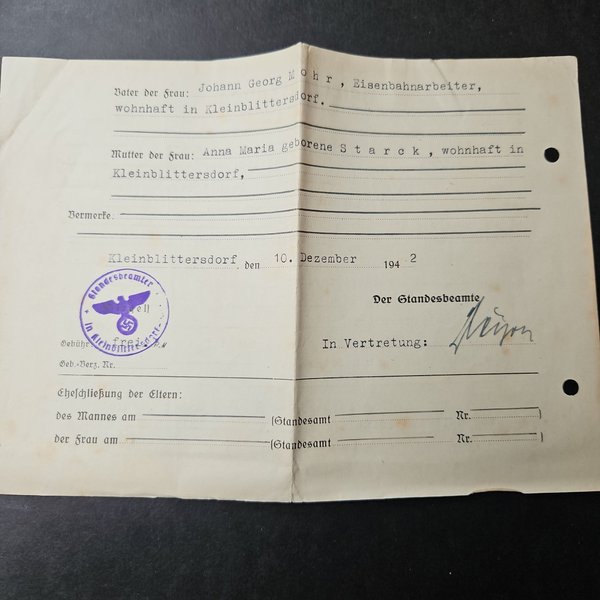 Vater der Frau: Johann Georg M o h r , Eisenbahnarbeiter,
wohnhaft in Kleinblittersdorf.
Mutter der Frau: Anna Maria geborene S t a r c k , wohnhaft in
Kleinblittersdorf,
Vermerke.
Kleinblittersdorf, den 10. Dezember 194 2
Standesbeamter
in Kleinblittersdorf
Der Standesbeamte
In Vertretung:
Gebühr: frei
Geb.-Verz. Nr.
Eheschließung der Eltern:
des Mannes am (Standesamt Nr. )
der Frau am (Standesamt Nr. )